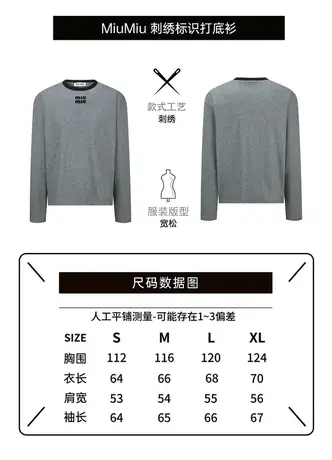 MiuMiu 刺绣标识打底衫
miu
miu
款式工艺
刺绣
服装版型
宽松
尺码数据图
人工平铺测量-可能存在1~3偏差
SIZE S M L XL
胸围 112 116 120 124
衣长 64 66 68 70
肩宽 53 54 55 56
袖长 64 65 66 67